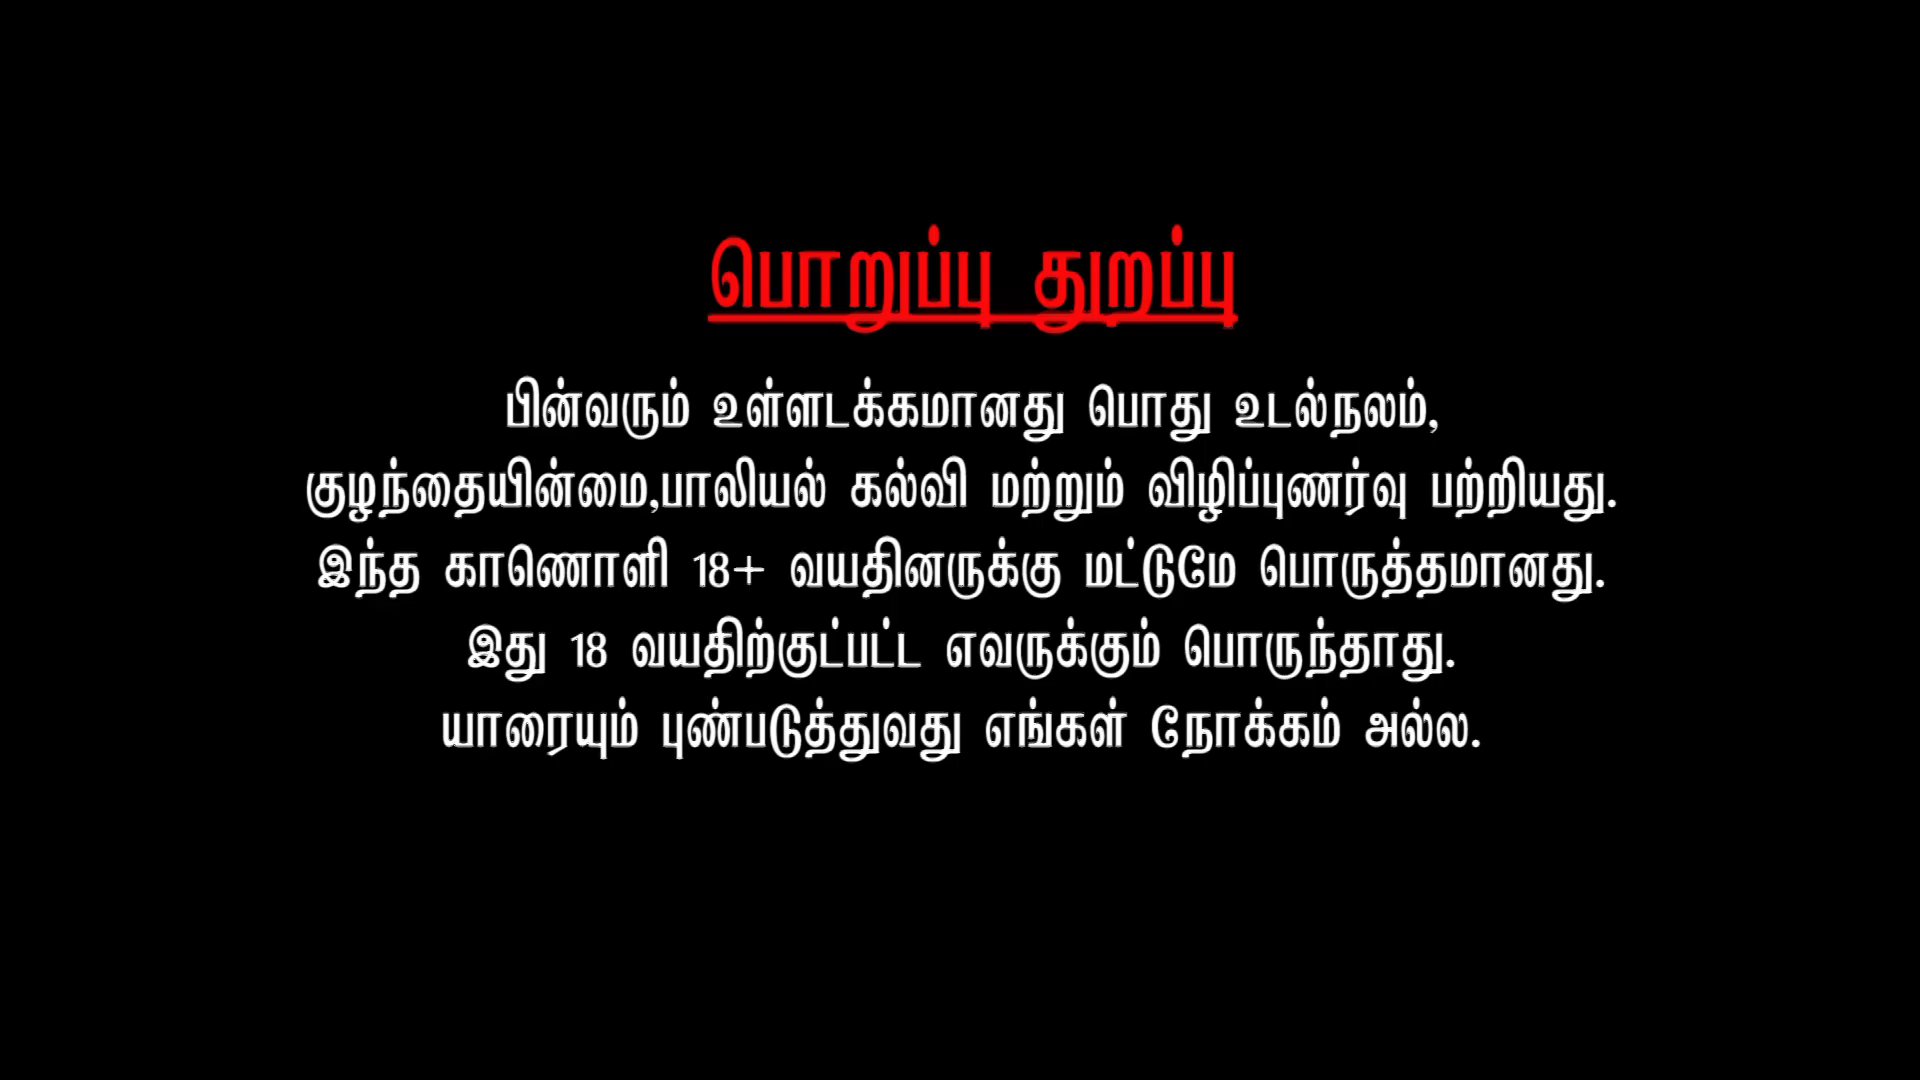 பொறுப்பு துறப்பு
பின்வரும் உள்ளடக்கமானது பொது உடல்நலம்,
குழந்தையின்மை,பாலியல் கல்வி மற்றும் விழிப்புணர்வு பற்றியது.
இந்த காணொளி 18+ வயதினருக்கு மட்டுமே பொருத்தமானது.
இது 18 வயதிற்குட்பட்ட எவருக்கும் பொருந்தாது.
யாரையும் புண்படுத்துவது எங்கள் நோக்கம் அல்ல.